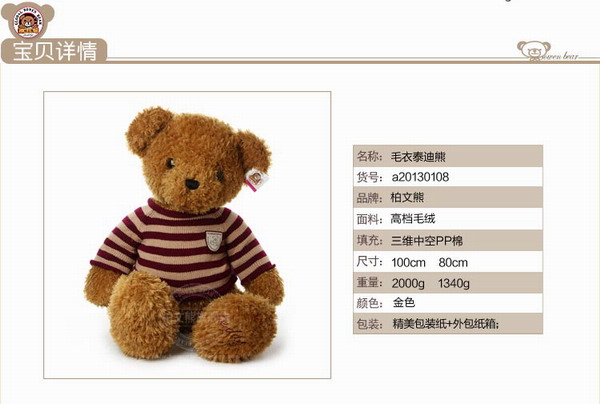 宝贝详情
bowen bear
名称： 毛衣泰迪熊
货号： a20130108
品牌： 柏文熊
面料： 高档毛绒
填充： 三维中空PP棉
尺寸： 100cm 80cm
重量： 2000g 1340g
颜色： 金色
包装： 精美包装纸+外包纸箱;